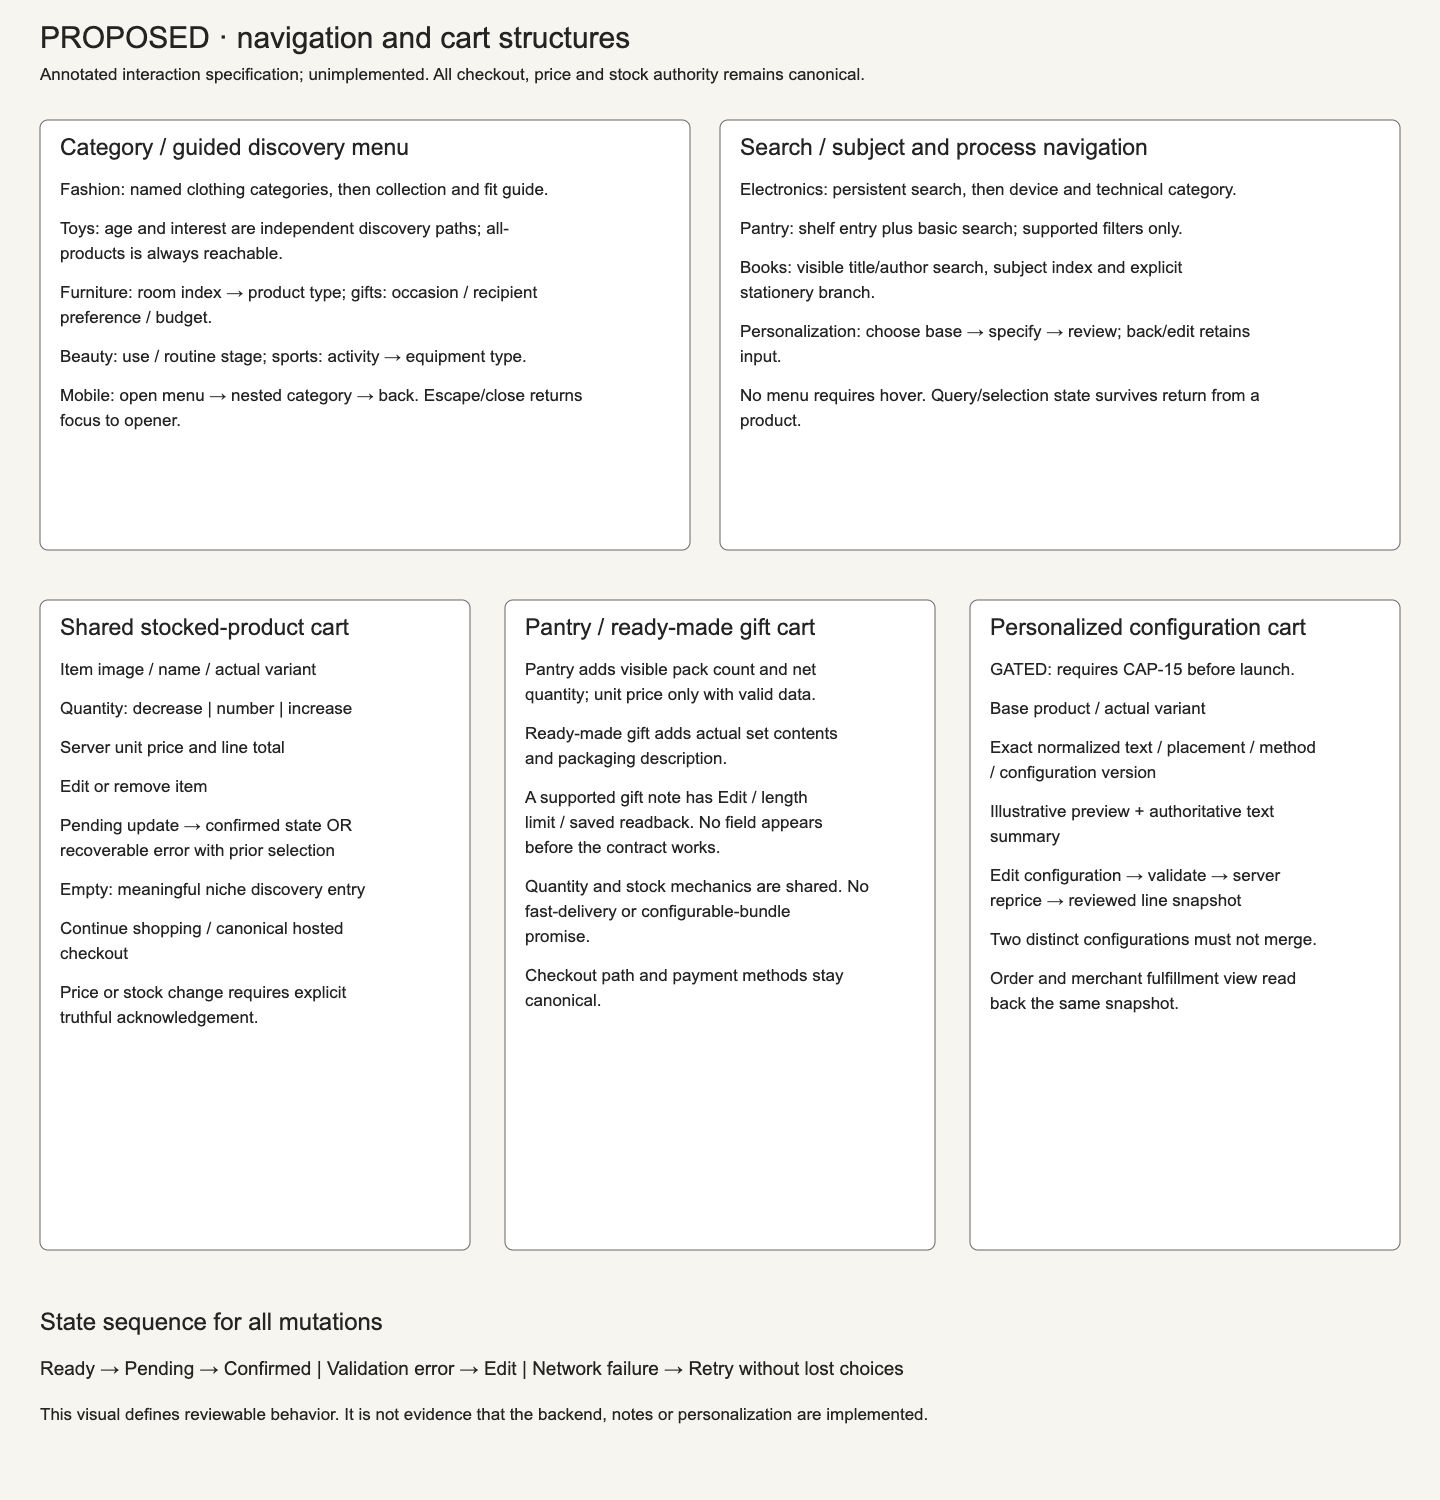 PROPOSED · navigation and cart structures
Annotated interaction specification; unimplemented. All checkout, price and stock authority remains canonical.
Category / guided discovery menu
Fashion: named clothing categories, then collection and fit guide.
Toys: age and interest are independent discovery paths; all-
products is always reachable.
Furniture: room index → product type; gifts: occasion / recipient
preference / budget.
Beauty: use / routine stage; sports: activity → equipment type.
Mobile: open menu → nested category → back. Escape/close returns
focus to opener.
Search / subject and process navigation
Electronics: persistent search, then device and technical category.
Pantry: shelf entry plus basic search; supported filters only.
Books: visible title/author search, subject index and explicit
stationery branch.
Personalization: choose base → specify → review; back/edit retains
input.
No menu requires hover. Query/selection state survives return from a
product.
Shared stocked-product cart
Item image / name / actual variant
Quantity: decrease | number | increase
Server unit price and line total
Edit or remove item
Pending update → confirmed state OR
recoverable error with prior selection
Empty: meaningful niche discovery entry
Continue shopping / canonical hosted
checkout
Price or stock change requires explicit
truthful acknowledgement.
Pantry / ready-made gift cart
Pantry adds visible pack count and net
quantity; unit price only with valid data.
Ready-made gift adds actual set contents
and packaging description.
A supported gift note has Edit / length
limit / saved readback. No field appears
before the contract works.
Quantity and stock mechanics are shared. No
fast-delivery or configurable-bundle
promise.
Checkout path and payment methods stay
canonical.
Personalized configuration cart
GATED: requires CAP-15 before launch.
Base product / actual variant
Exact normalized text / placement / method
/ configuration version
Illustrative preview + authoritative text
summary
Edit configuration → validate → server
reprice → reviewed line snapshot
Two distinct configurations must not merge.
Order and merchant fulfillment view read
back the same snapshot.
State sequence for all mutations
Ready → Pending → Confirmed | Validation error → Edit | Network failure → Retry without lost choices
This visual defines reviewable behavior. It is not evidence that the backend, notes or personalization are implemented.